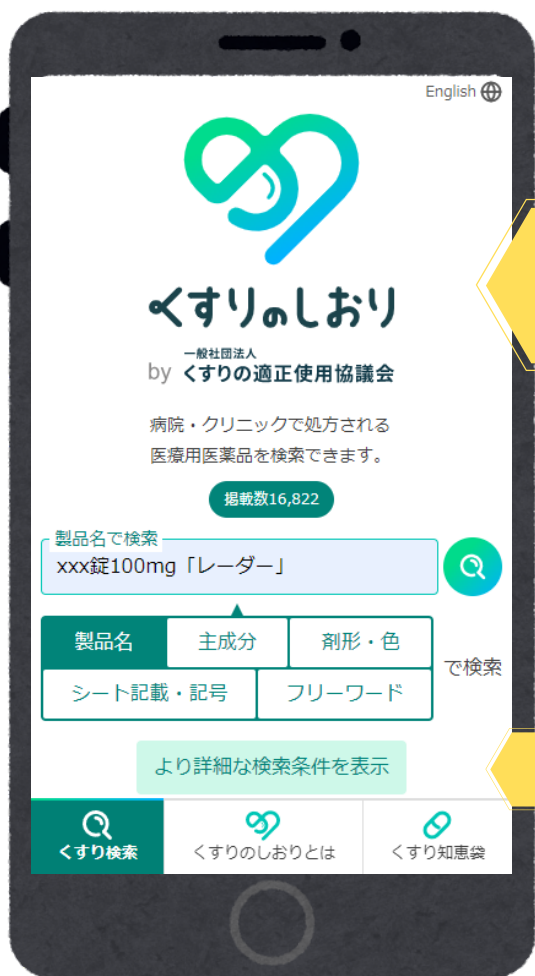 English
くすりのしおり
by 一般社団法人
くすりの適正使用協議会
病院・クリニックで処方される
医療用医薬品を検索できます。
掲載数16,822
製品名で検索
xxx錠100mg「レーダー」
製品名 主成分 剤形・色
で検索
シート記載・記号 フリーワード
より詳細な検索条件を表示
くすり検索 くすりのしおりとは くすり知恵袋